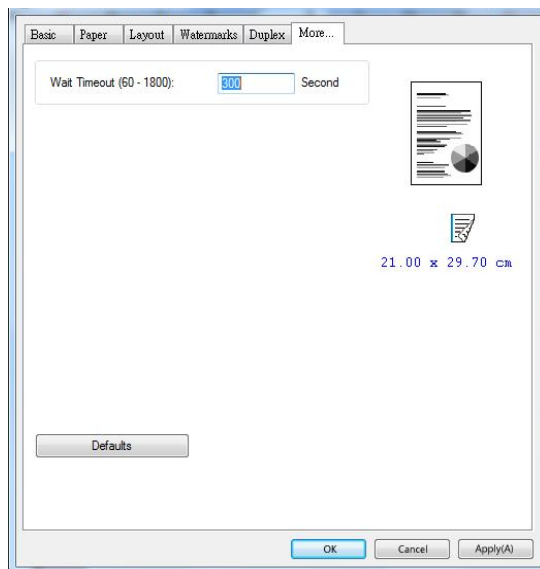 Basic Paper Layout Watermarks Duplex More...
Wait Timeout (60 - 1800): 300 Second
21.00 x 29.70 cm
Defaults
OK Cancel Apply(A)